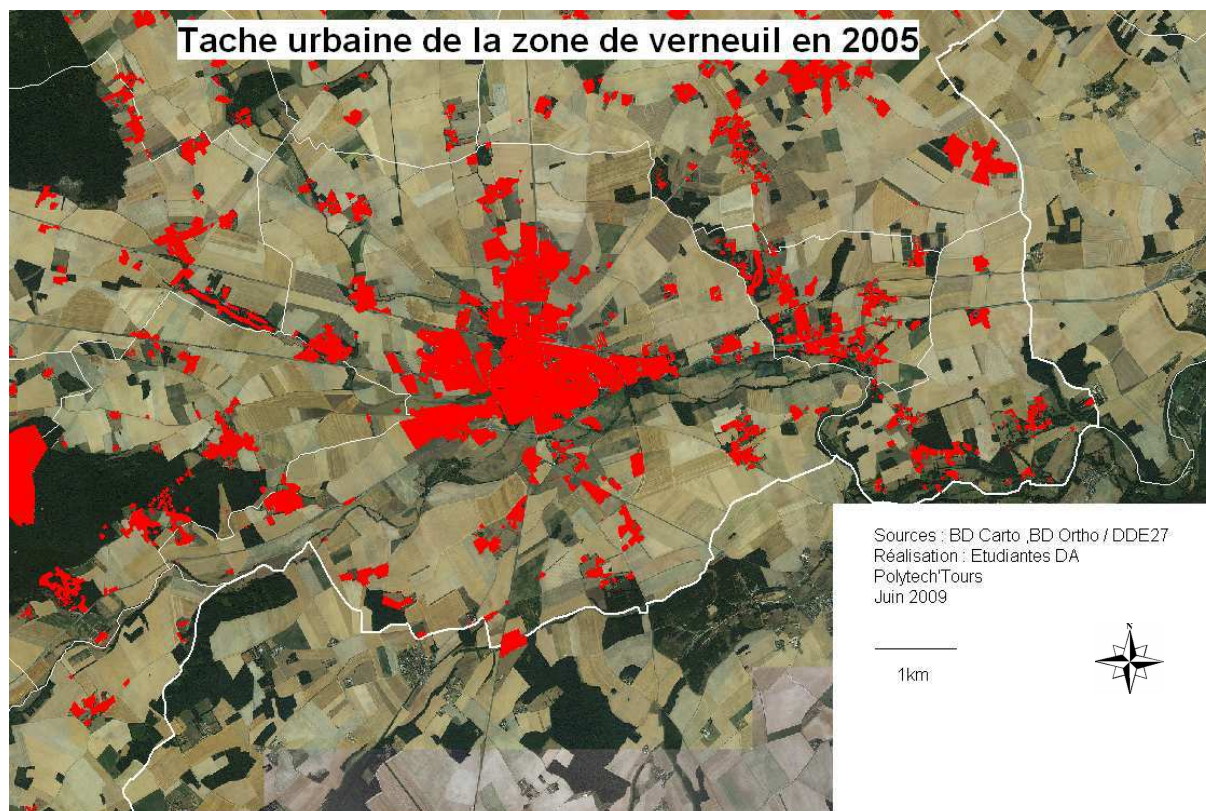 Tache urbaine de la zone de verneuil en 2005
Sources : BD Carto ,BD Ortho / DDE27
Réalisation : Etudiantes DA
Polytech'Tours
Juin 2009
1km
N